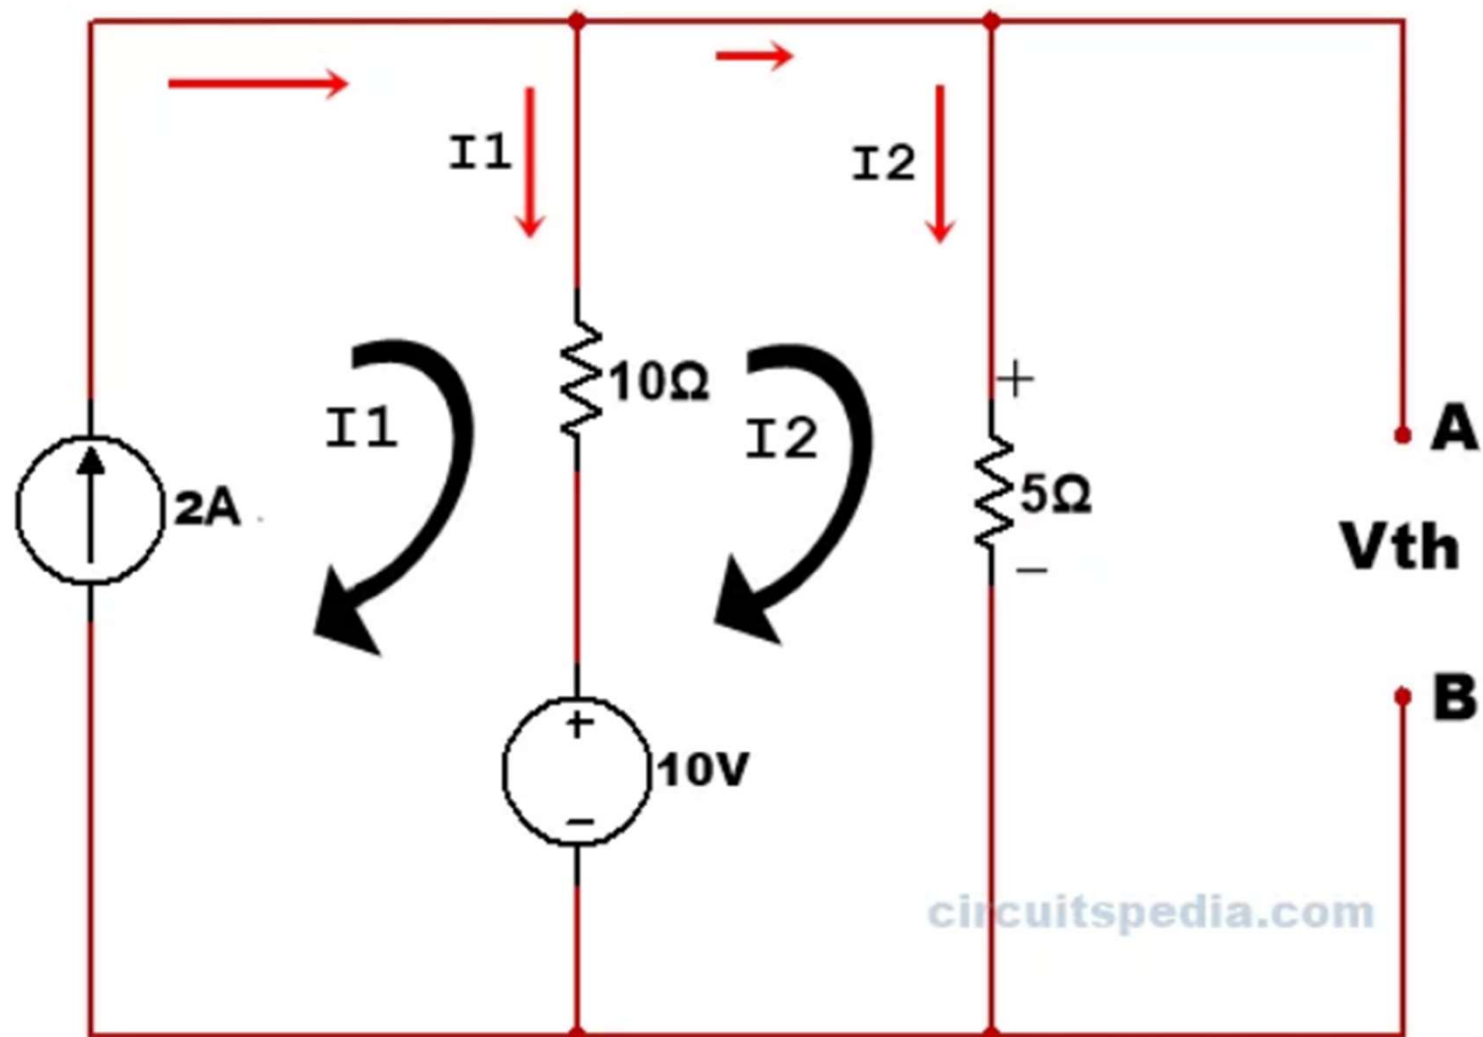 I1
I2
10Ω
+
I1
I2
A
2A
5Ω
Vth
−
B
+
10V
−
circuitspedia.com